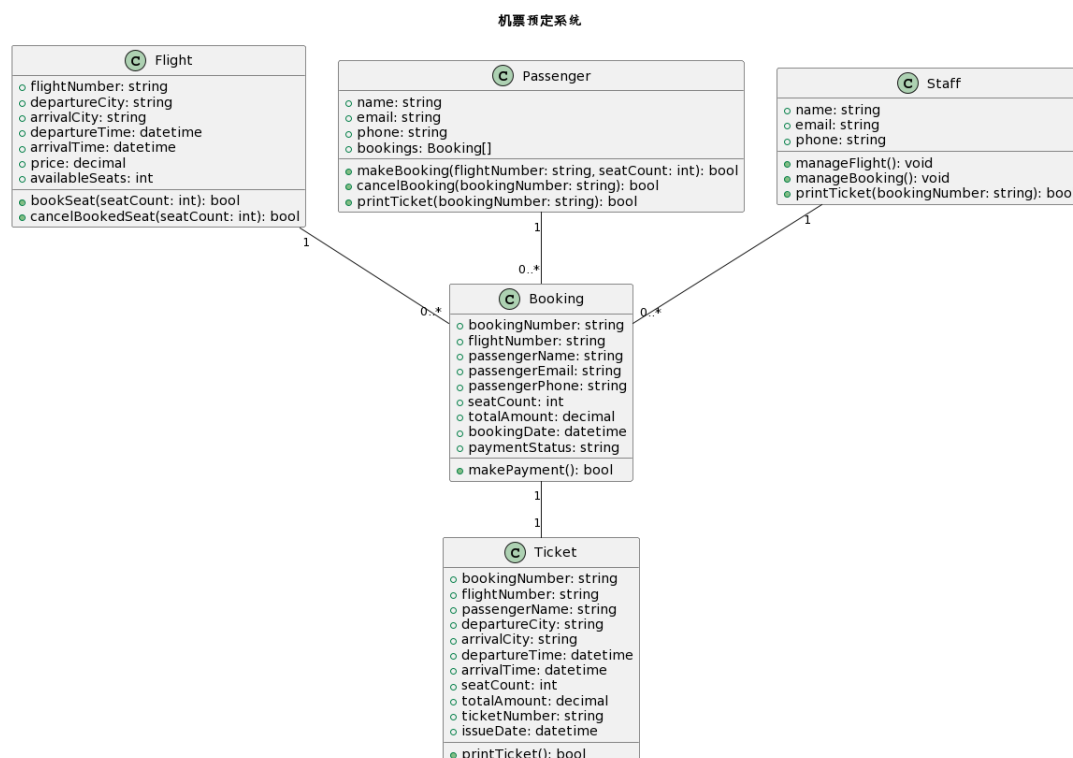 机票预定系统
C Flight
flightNumber: string
departureCity: string
arrivalCity: string
departureTime: datetime
arrivalTime: datetime
price: decimal
availableSeats: int
bookSeat(seatCount: int): bool
cancelBookedSeat(seatCount: int): bool
C Passenger
name: string
email: string
phone: string
bookings: Booking[]
makeBooking(flightNumber: string, seatCount: int): bool
cancelBooking(bookingNumber: string): bool
printTicket(bookingNumber: string): bool
C Staff
name: string
email: string
phone: string
manageFlight(): void
manageBooking(): void
printTicket(bookingNumber: string): boo
1
1
1
0..*
0..*
0..*
C Booking
bookingNumber: string
flightNumber: string
passengerName: string
passengerEmail: string
passengerPhone: string
seatCount: int
totalAmount: decimal
bookingDate: datetime
paymentStatus: string
makePayment(): bool
1
1
C Ticket
bookingNumber: string
flightNumber: string
passengerName: string
departureCity: string
arrivalCity: string
departureTime: datetime
arrivalTime: datetime
seatCount: int
totalAmount: decimal
ticketNumber: string
issueDate: datetime
printTicket(): bool